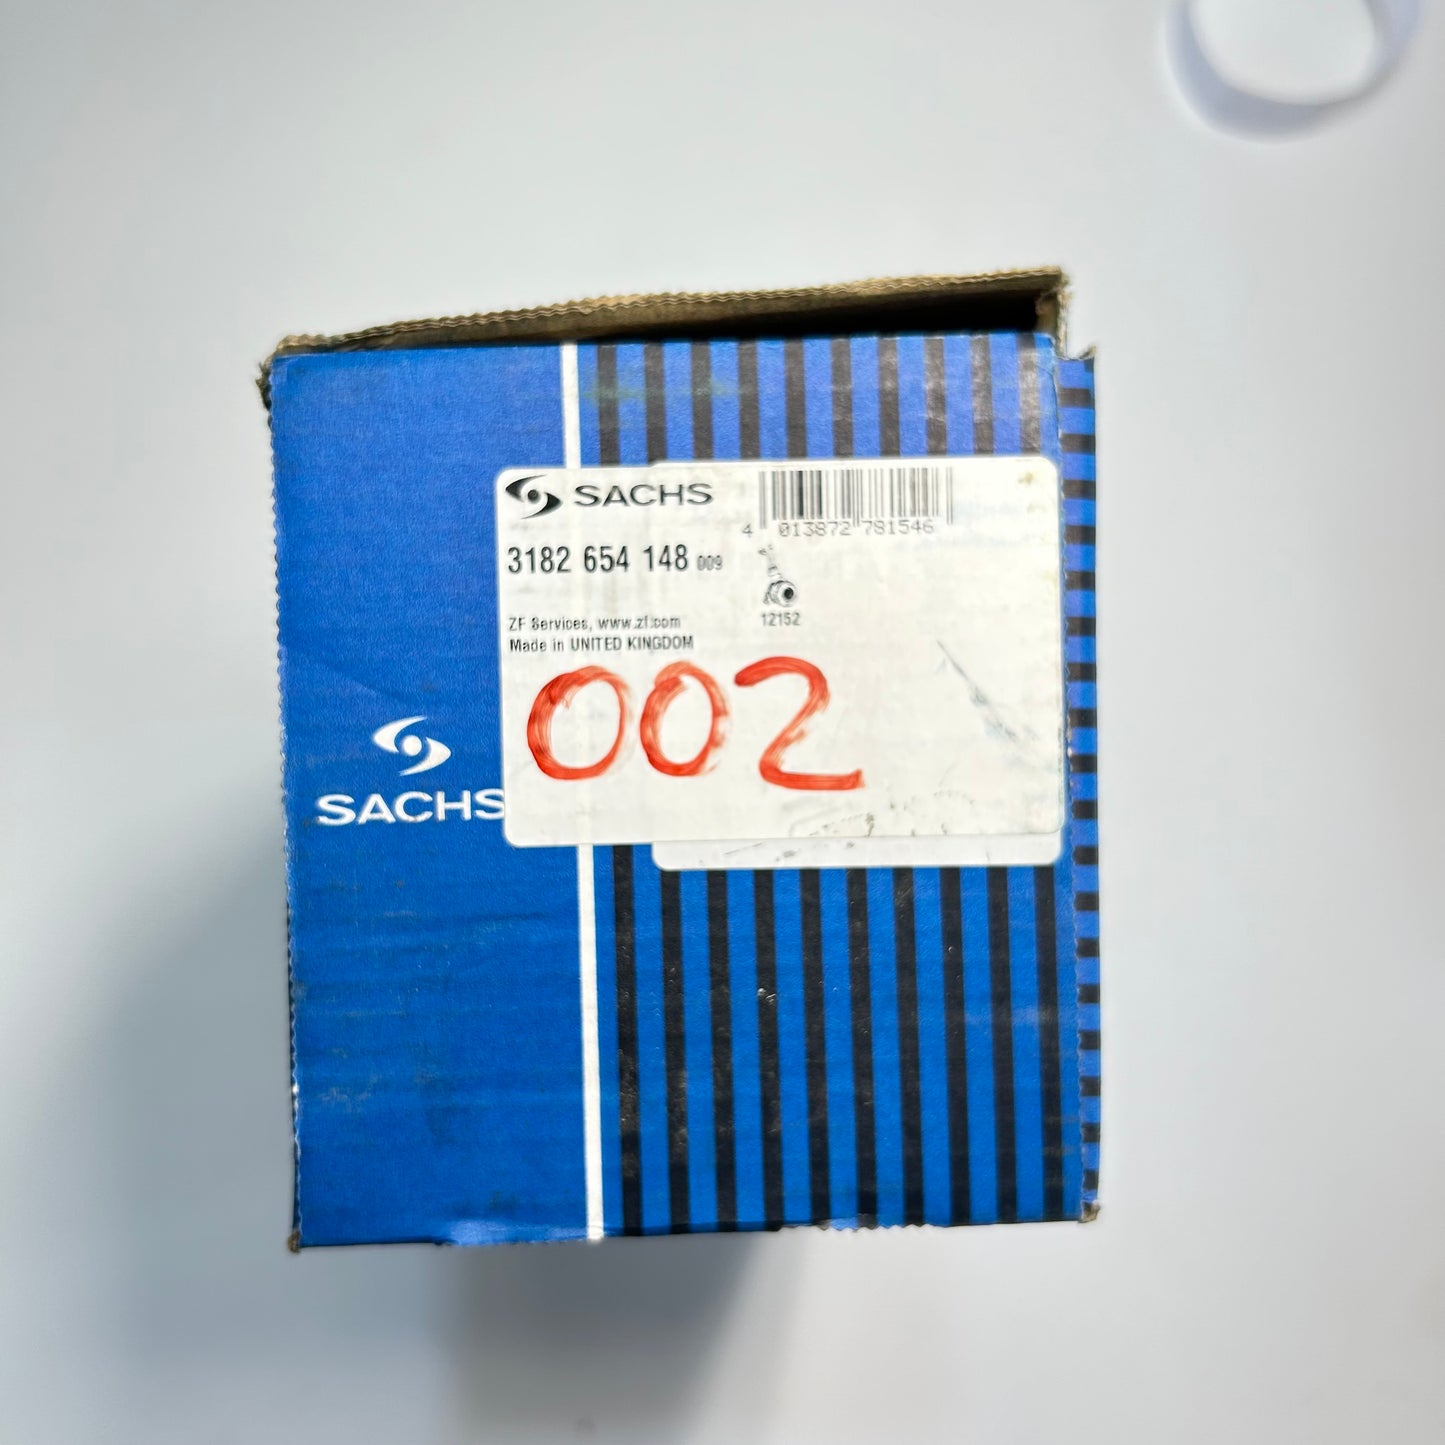 SACHS
4 013872 781546
3182 654 148 009
12152
ZF Services, www.zf.com
Made in UNITED KINGDOM
002
SACHS